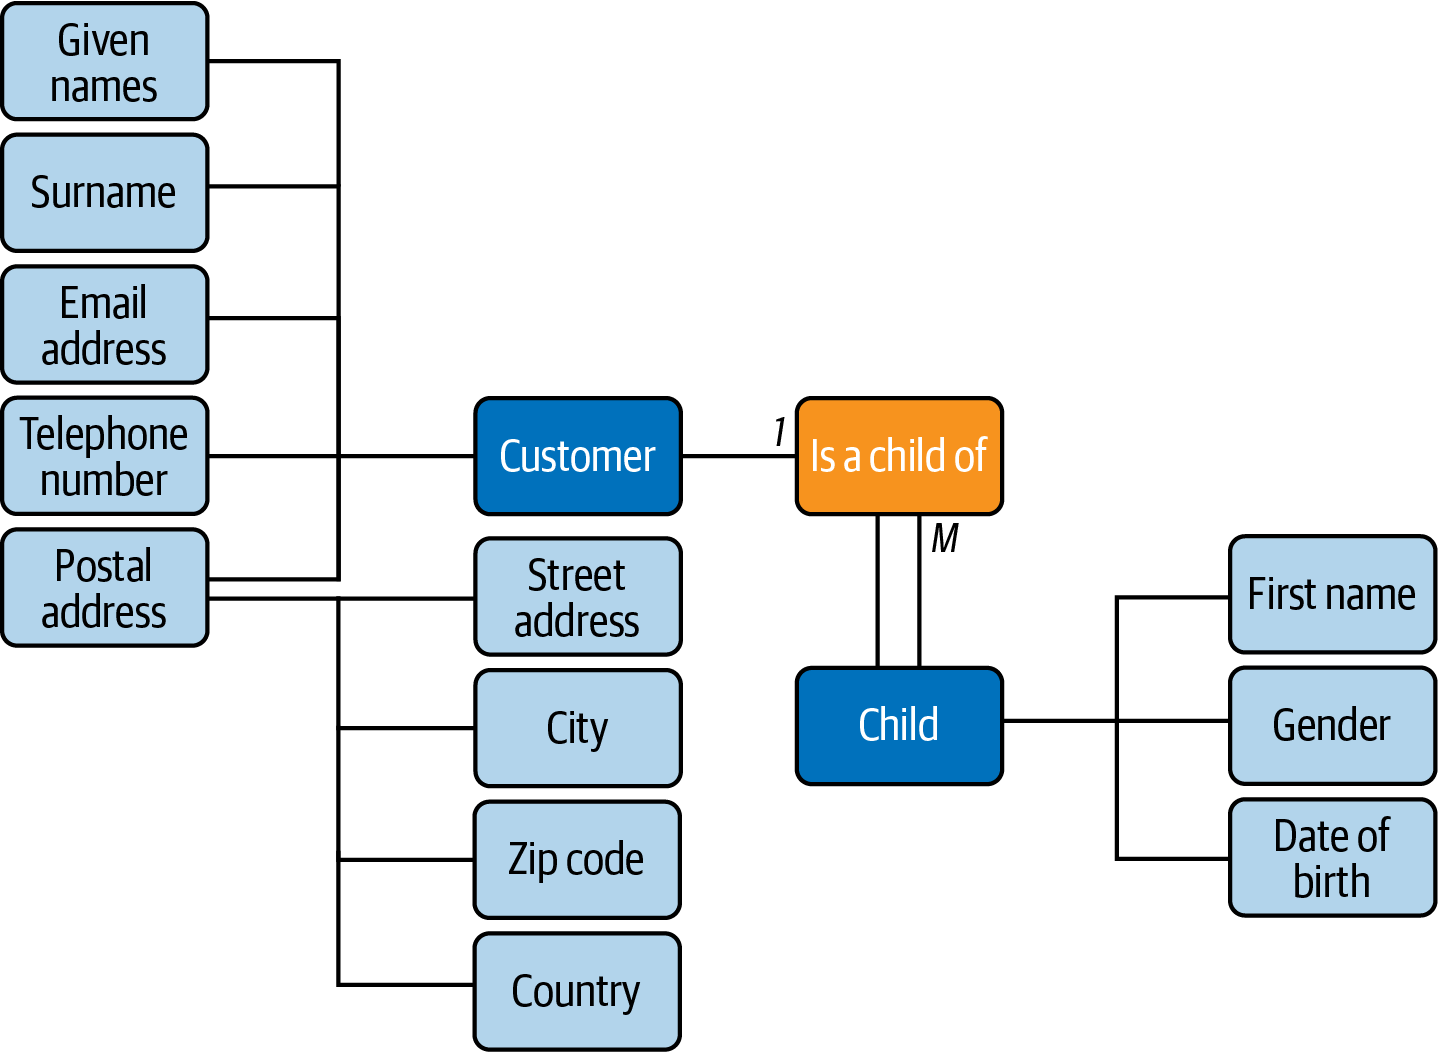 Given
names
Surname
Email
address
Telephone
number
Postal
address
Customer
1
Is a child of
M
Street
address
City
Zip code
Country
Child
First name
Gender
Date of
birth